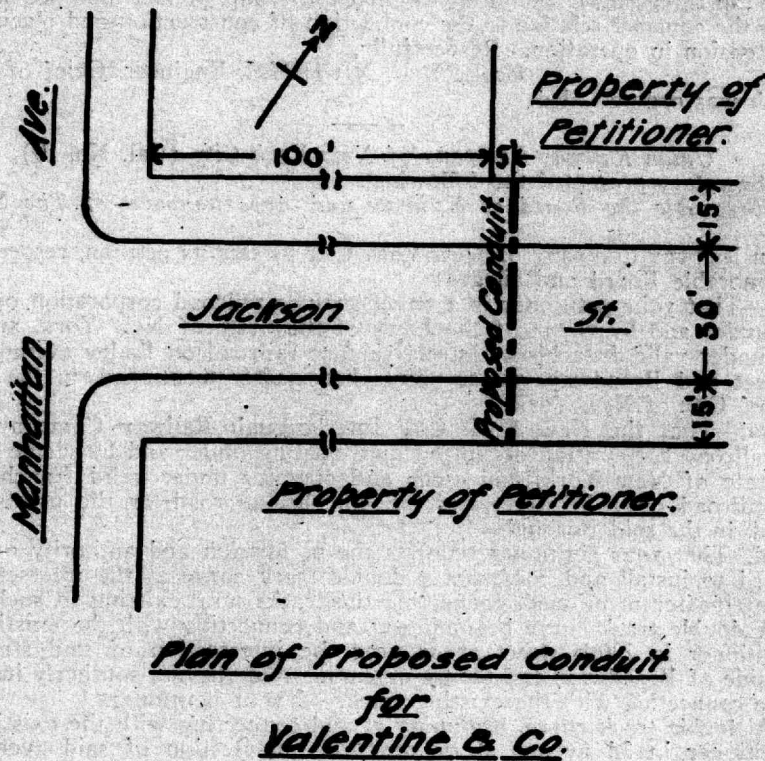 N
Property of
Petitioner.
Ave.
100'
5'
15'
Proposed Conduit.
Jackson
St.
30'
Manhattan
15'
Property of Petitioner.
Plan of Proposed Conduit
for
Valentine & Co.